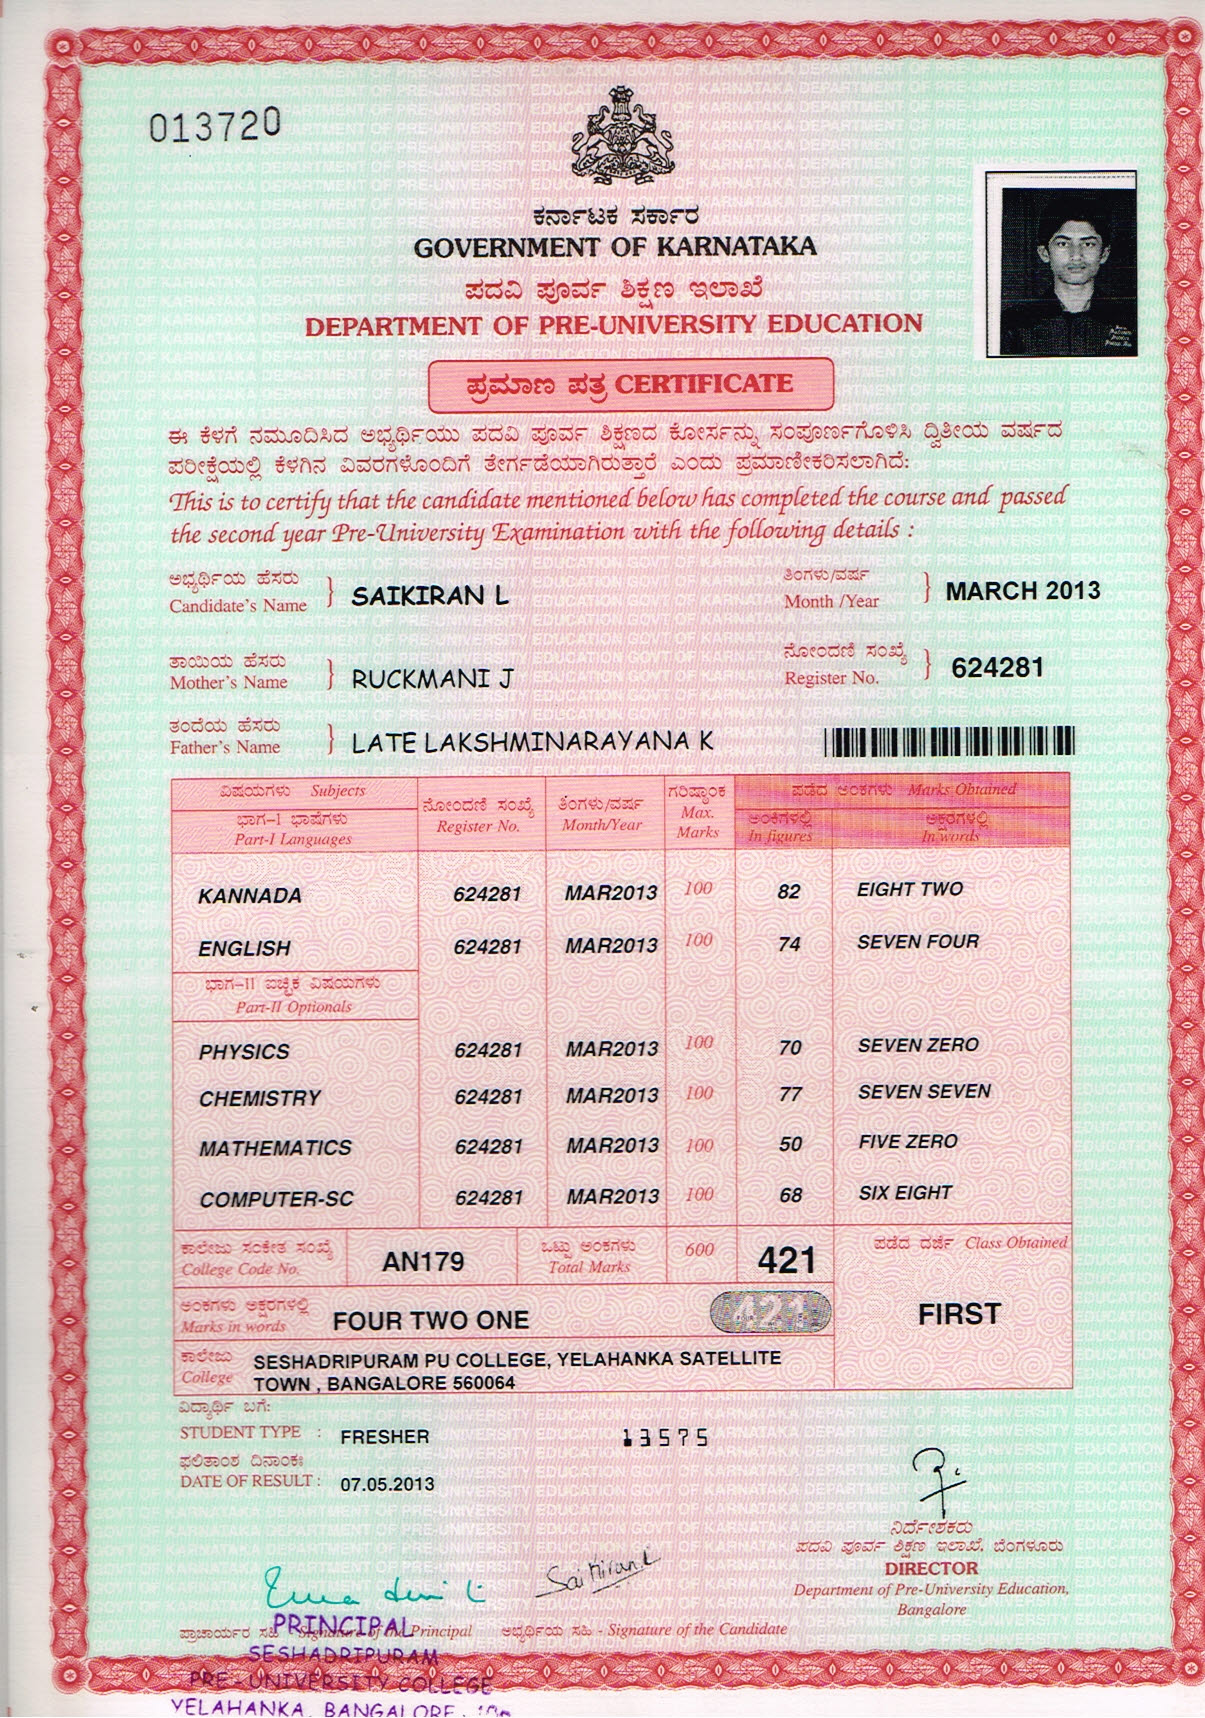 013720
ಕರ್ನಾಟಕ ಸರ್ಕಾರ
GOVERNMENT OF KARNATAKA
ಪದವಿ ಪೂರ್ವ ಶಿಕ್ಷಣ ಇಲಾಖೆ
DEPARTMENT OF PRE-UNIVERSITY EDUCATION
ಪ್ರಮಾಣ ಪತ್ರ CERTIFICATE
ಈ ಕೆಳಗೆ ನಮೂದಿಸಿದ ಅಭ್ಯರ್ಥಿಯು ಪದವಿ ಪೂರ್ವ ಶಿಕ್ಷಣದ ಕೋರ್ಸನ್ನು ಸಂಪೂರ್ಣಗೊಳಿಸಿ ದ್ವಿತೀಯ ವರ್ಷದ
ಪರೀಕ್ಷೆಯಲ್ಲಿ ಕೆಳಗಿನ ವಿವರಗಳೊಂದಿಗೆ ತೇರ್ಗಡೆಯಾಗಿರುತ್ತಾರೆ ಎಂದು ಪ್ರಮಾಣೀಕರಿಸಲಾಗಿದೆ:
This is to certify that the candidate mentioned below has completed the course and passed
the second year Pre-University Examination with the following details :
ಅಭ್ಯರ್ಥಿಯ ಹೆಸರು ತಿಂಗಳು/ವರ್ಷ
Candidate's Name } SAIKIRAN L Month /Year } MARCH 2013
ತಾಯಿಯ ಹೆಸರು ನೋಂದಣಿ ಸಂಖ್ಯೆ
Mother's Name } RUCKMANI J Register No. } 624281
ತಂದೆಯ ಹೆಸರು
Father's Name } LATE LAKSHMINARAYANA K
ವಿಷಯಗಳು Subjects ನೋಂದಣಿ ಸಂಖ್ಯೆ ತಿಂಗಳು/ವರ್ಷ ಗರಿಷ್ಠಾಂಕ ಪಡೆದ ಅಂಕಗಳು Marks Obtained
ಭಾಗ-I ಭಾಷೆಗಳು Register No. Month/Year Max. ಅಂಕಿಗಳಲ್ಲಿ ಅಕ್ಷರಗಳಲ್ಲಿ
Part-I Languages Marks In figures In words
KANNADA 624281 MAR2013 100 82 EIGHT TWO
ENGLISH 624281 MAR2013 100 74 SEVEN FOUR
ಭಾಗ-II ಐಚ್ಛಿಕ ವಿಷಯಗಳು
Part-II Optionals
PHYSICS 624281 MAR2013 100 70 SEVEN ZERO
CHEMISTRY 624281 MAR2013 100 77 SEVEN SEVEN
MATHEMATICS 624281 MAR2013 100 50 FIVE ZERO
COMPUTER-SC 624281 MAR2013 100 68 SIX EIGHT
ಕಾಲೇಜು ಸಂಕೇತ ಸಂಖ್ಯೆ ಒಟ್ಟು ಅಂಕಗಳು ಪಡೆದ ದರ್ಜೆ Class Obtained
College Code No. AN179 Total Marks 600 421
ಅಂಕಗಳು ಅಕ್ಷರಗಳಲ್ಲಿ
Marks in words FOUR TWO ONE 421 FIRST
ಕಾಲೇಜು SESHADRIPURAM PU COLLEGE, YELAHANKA SATELLITE
College TOWN , BANGALORE 560064
ವಿದ್ಯಾರ್ಥಿ ಬಗೆ:
STUDENT TYPE : FRESHER 13575
ಫಲಿತಾಂಶ ದಿನಾಂಕ:
DATE OF RESULT : 07.05.2013
ನಿರ್ದೇಶಕರು
ಪದವಿ ಪೂರ್ವ ಶಿಕ್ಷಣ ಇಲಾಖೆ, ಬೆಂಗಳೂರು
DIRECTOR
Department of Pre-University Education,
Bangalore
Saikiran.L
ಪ್ರಾಚಾರ್ಯರ ಸಹಿ - Signature of the Principal ಅಭ್ಯರ್ಥಿಯ ಸಹಿ - Signature of the Candidate
PRINCIPAL
SESHADRIPURAM
PRE-UNIVERSITY COLLEGE
YELAHANKA, BANGALORE